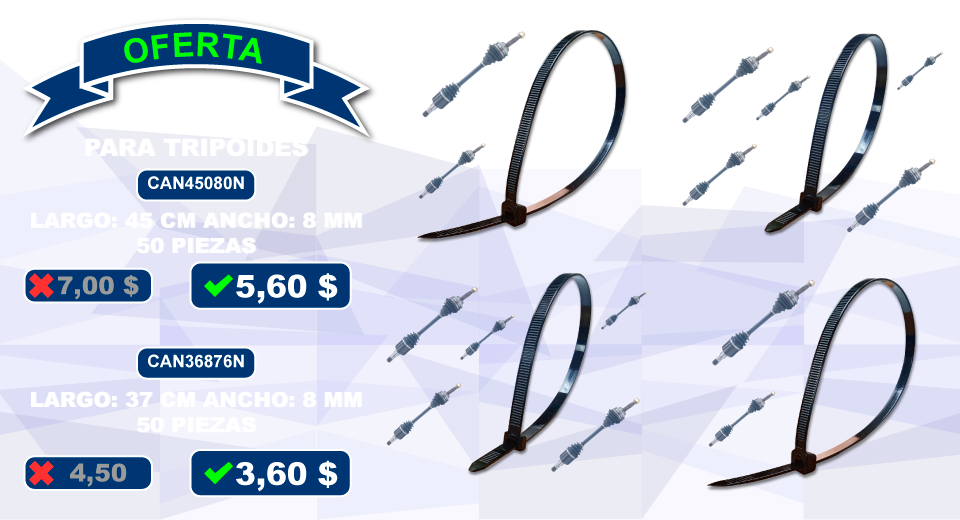 OFERTA
PARA TRIPOIDES
CAN45080N
LARGO: 45 CM ANCHO: 8 MM
50 PIEZAS
7,00 $
5,60 $
CAN36876N
LARGO: 37 CM ANCHO: 8 MM
50 PIEZAS
4,50
3,60 $